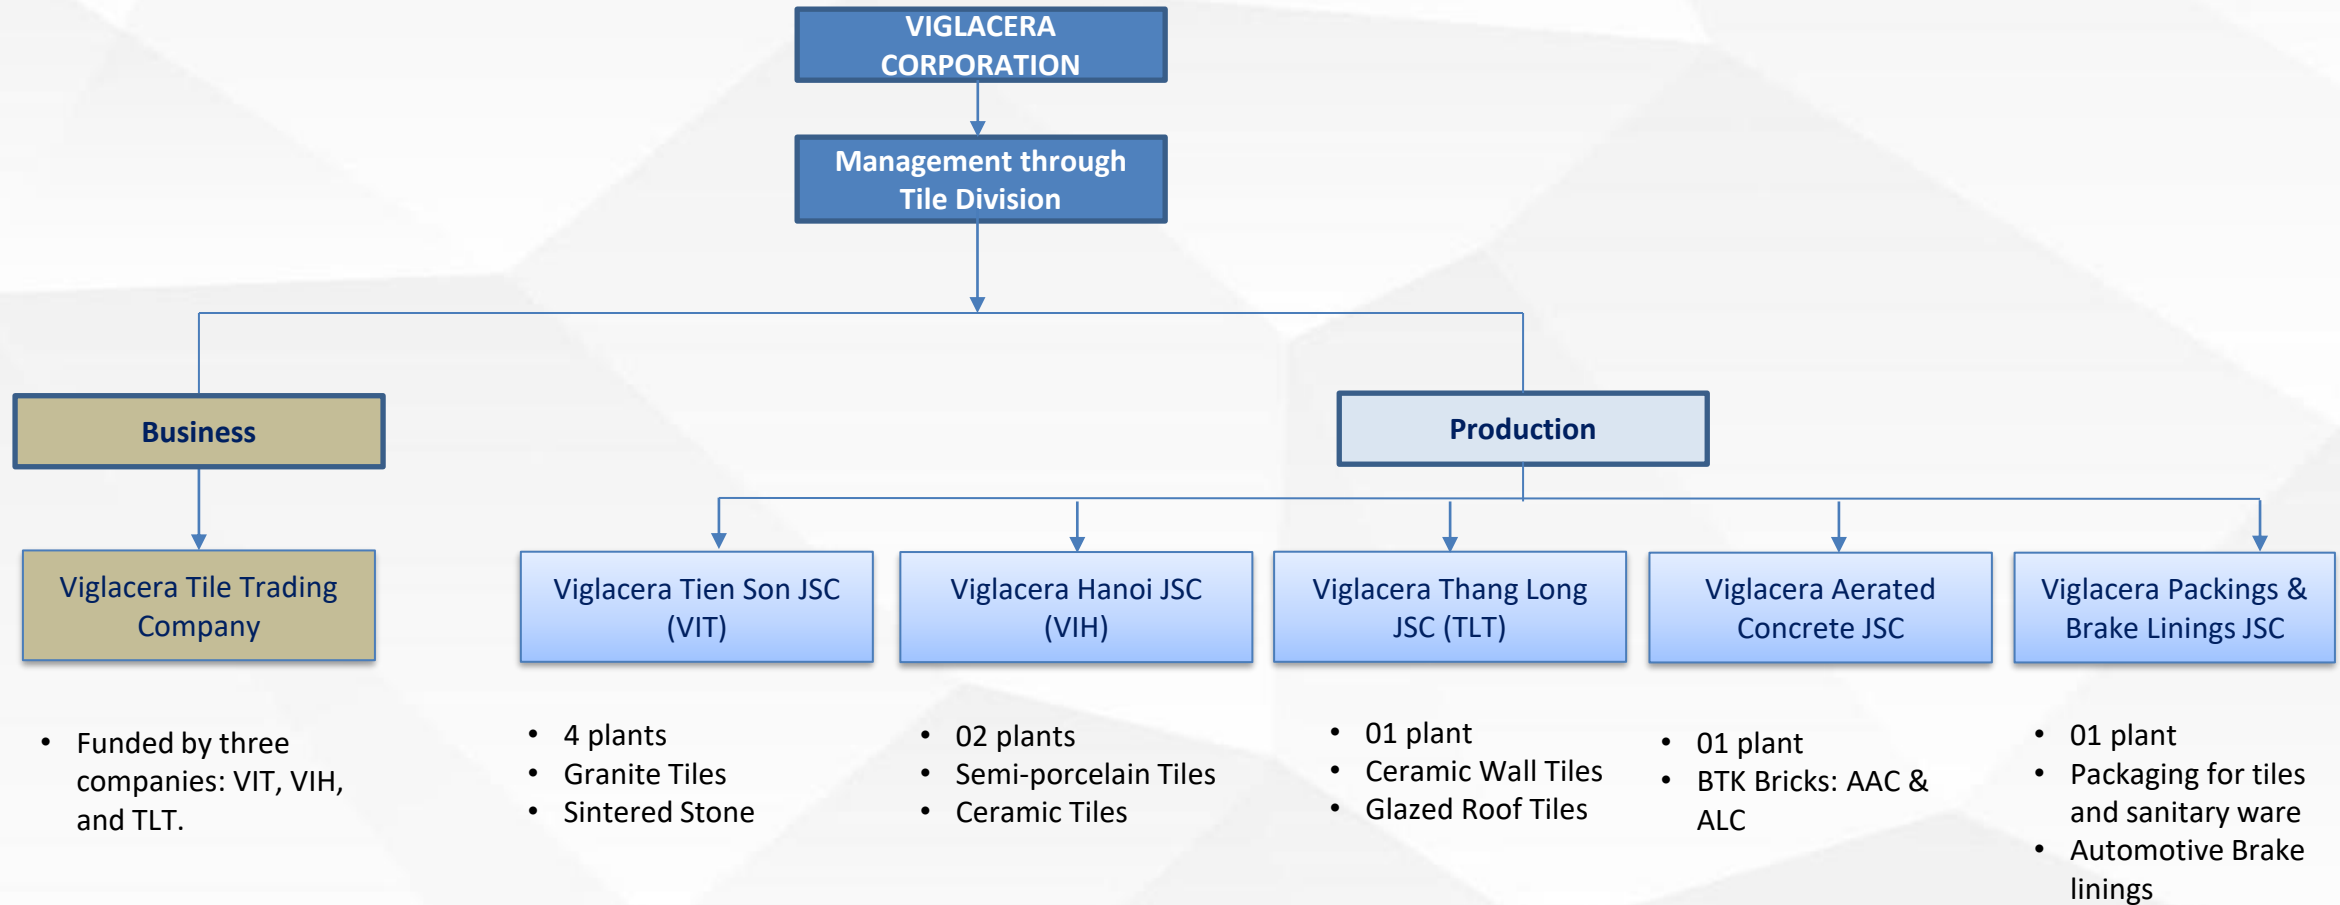 VIGLACERA
CORPORATION
Management through
Tile Division
Business
Production
Viglacera Tile Trading
Company
Viglacera Tien Son JSC
(VIT)
Viglacera Hanoi JSC
(VIH)
Viglacera Thang Long
JSC (TLT)
Viglacera Aerated
Concrete JSC
Viglacera Packings &
Brake Linings JSC
• Funded by three
companies: VIT, VIH,
and TLT.
• 4 plants
• Granite Tiles
• Sintered Stone
• 02 plants
• Semi-porcelain Tiles
• Ceramic Tiles
• 01 plant
• Ceramic Wall Tiles
• Glazed Roof Tiles
• 01 plant
• BTK Bricks: AAC &
ALC
• 01 plant
• Packaging for tiles
and sanitary ware
• Automotive Brake
linings